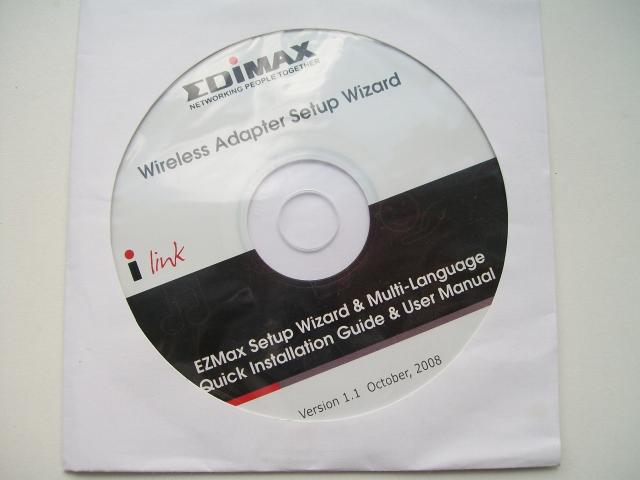 EDIMAX
NETWORKING PEOPLE TOGETHER
Wireless Adapter Setup Wizard
i link
EZMax Setup Wizard & Multi-Language
Quick Installation Guide & User Manual
Version 1.1 October, 2008